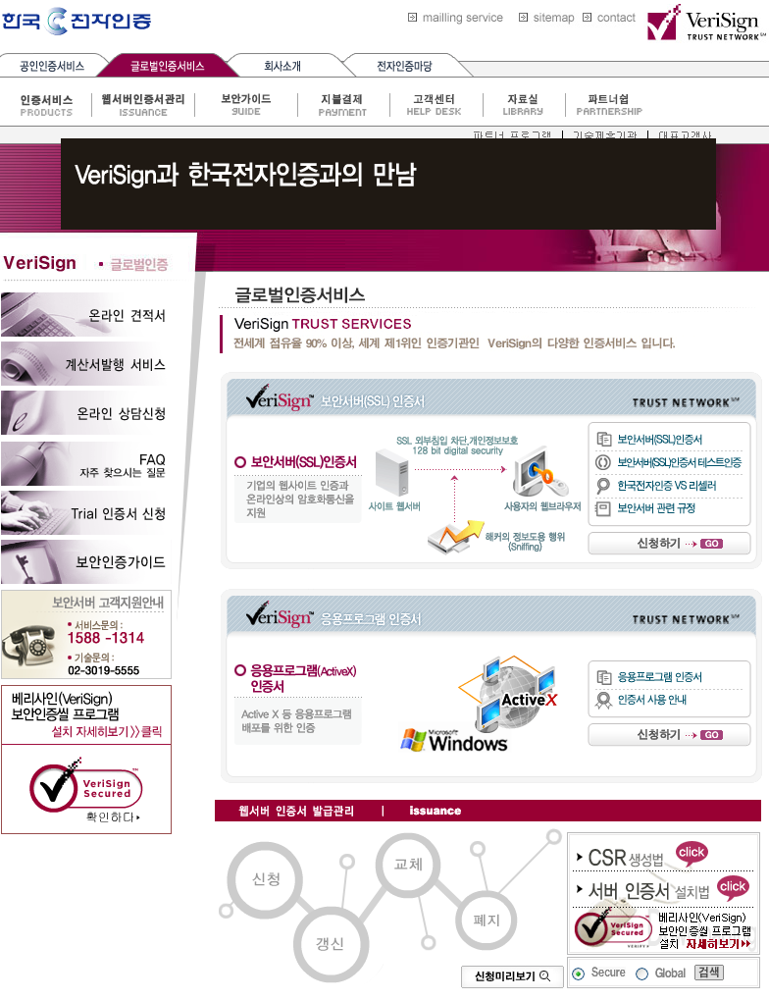 한국전자인증
mailling service
sitemap
contact
VeriSign
TRUST NETWORK℠
공인인증서비스
글로벌인증서비스
회사소개
전자인증마당
인증서비스
PRODUCTS
웹서버인증서관리
ISSUANCE
보안가이드
GUIDE
지불결제
PAYMENT
고객센터
HELP DESK
자료실
LIBRARY
파트너쉽
PARTNERSHIP
파트너 프로그램 | 기술제휴기관 | 대표고객사
VeriSign과 한국전자인증과의 만남
VeriSign
글로벌인증
온라인 견적서
계산서발행 서비스
온라인 상담신청
FAQ
자주 찾으시는 질문
Trial 인증서 신청
보안인증가이드
보안서버 고객지원안내
서비스문의 :
1588 -1314
기술문의 :
02-3019-5555
베리사인(VeriSign)
보안인증씰 프로그램
설치 자세히보기>>클릭
VeriSign
Secured
™
확인하다
글로벌인증서비스
VeriSign TRUST SERVICES
전세계 점유율 90% 이상, 세계 제1위인 인증기관인 VeriSign의 다양한 인증서비스 입니다.
VeriSign™ 보안서버(SSL) 인증서
TRUST NETWORK℠
보안서버(SSL)인증서
기업의 웹사이트 인증과
온라인상의 암호화통신을
지원
SSL 외부침입 차단,개인정보보호
128 bit digital security
사이트 웹서버
사용자의 웹브라우저
해커의 정보도용 행위
(Sniffing)
보안서버(SSL)인증서
보안서버(SSL)인증서 테스트인증
한국전자인증 VS 리셀러
보안서버 관련 규정
신청하기 GO
VeriSign™ 응용프로그램 인증서
TRUST NETWORK℠
응용프로그램(ActiveX)
인증서
Active X 등 응용프로그램
배포를 위한 인증
ActiveX
Microsoft
Windows
응용프로그램 인증서
인증서 사용 안내
신청하기 GO
웹서버 인증서 발급관리 | issuance
신청
갱신
교체
폐지
신청미리보기
CSR 생성법 click
서버 인증서 설치법 click
VeriSign
Secured
VERIFY
베리사인(VeriSign)
보안인증씰 프로그램
설치 자세히보기
Secure
Global
검색